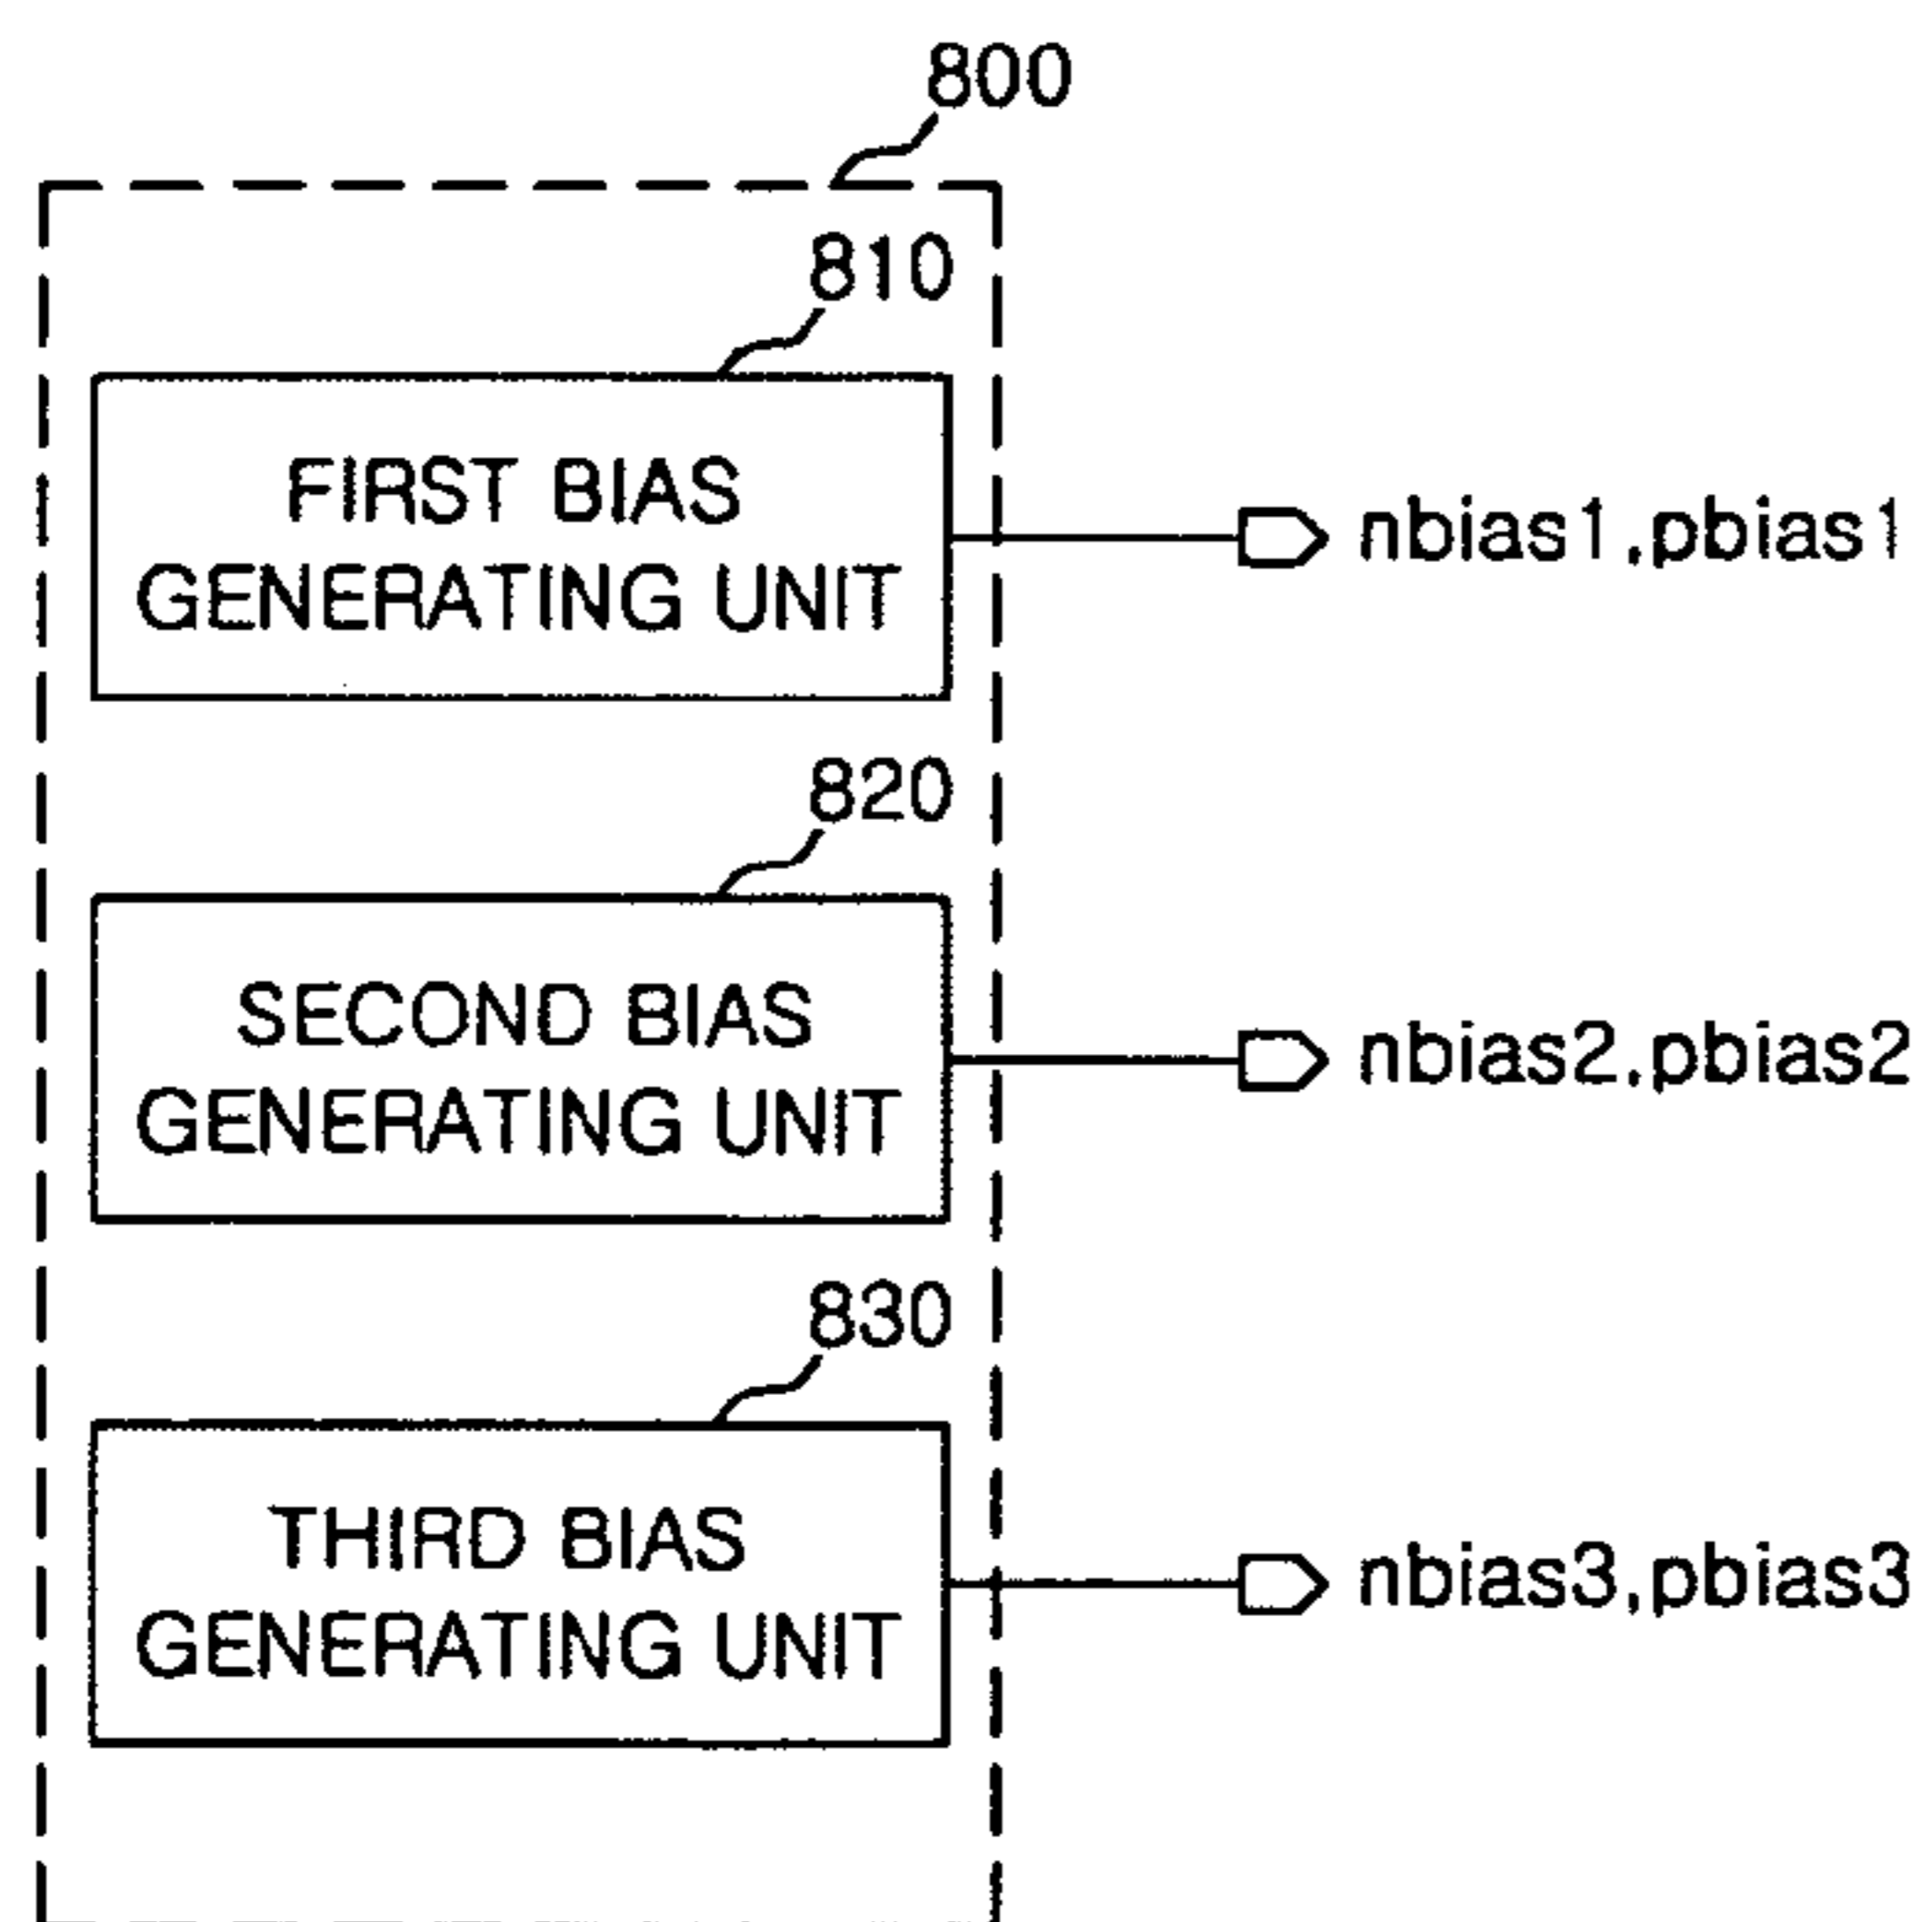 800
810
FIRST BIAS
GENERATING UNIT
nbias1,pbias1
820
SECOND BIAS
GENERATING UNIT
nbias2,pbias2
830
THIRD BIAS
GENERATING UNIT
nbias3,pbias3